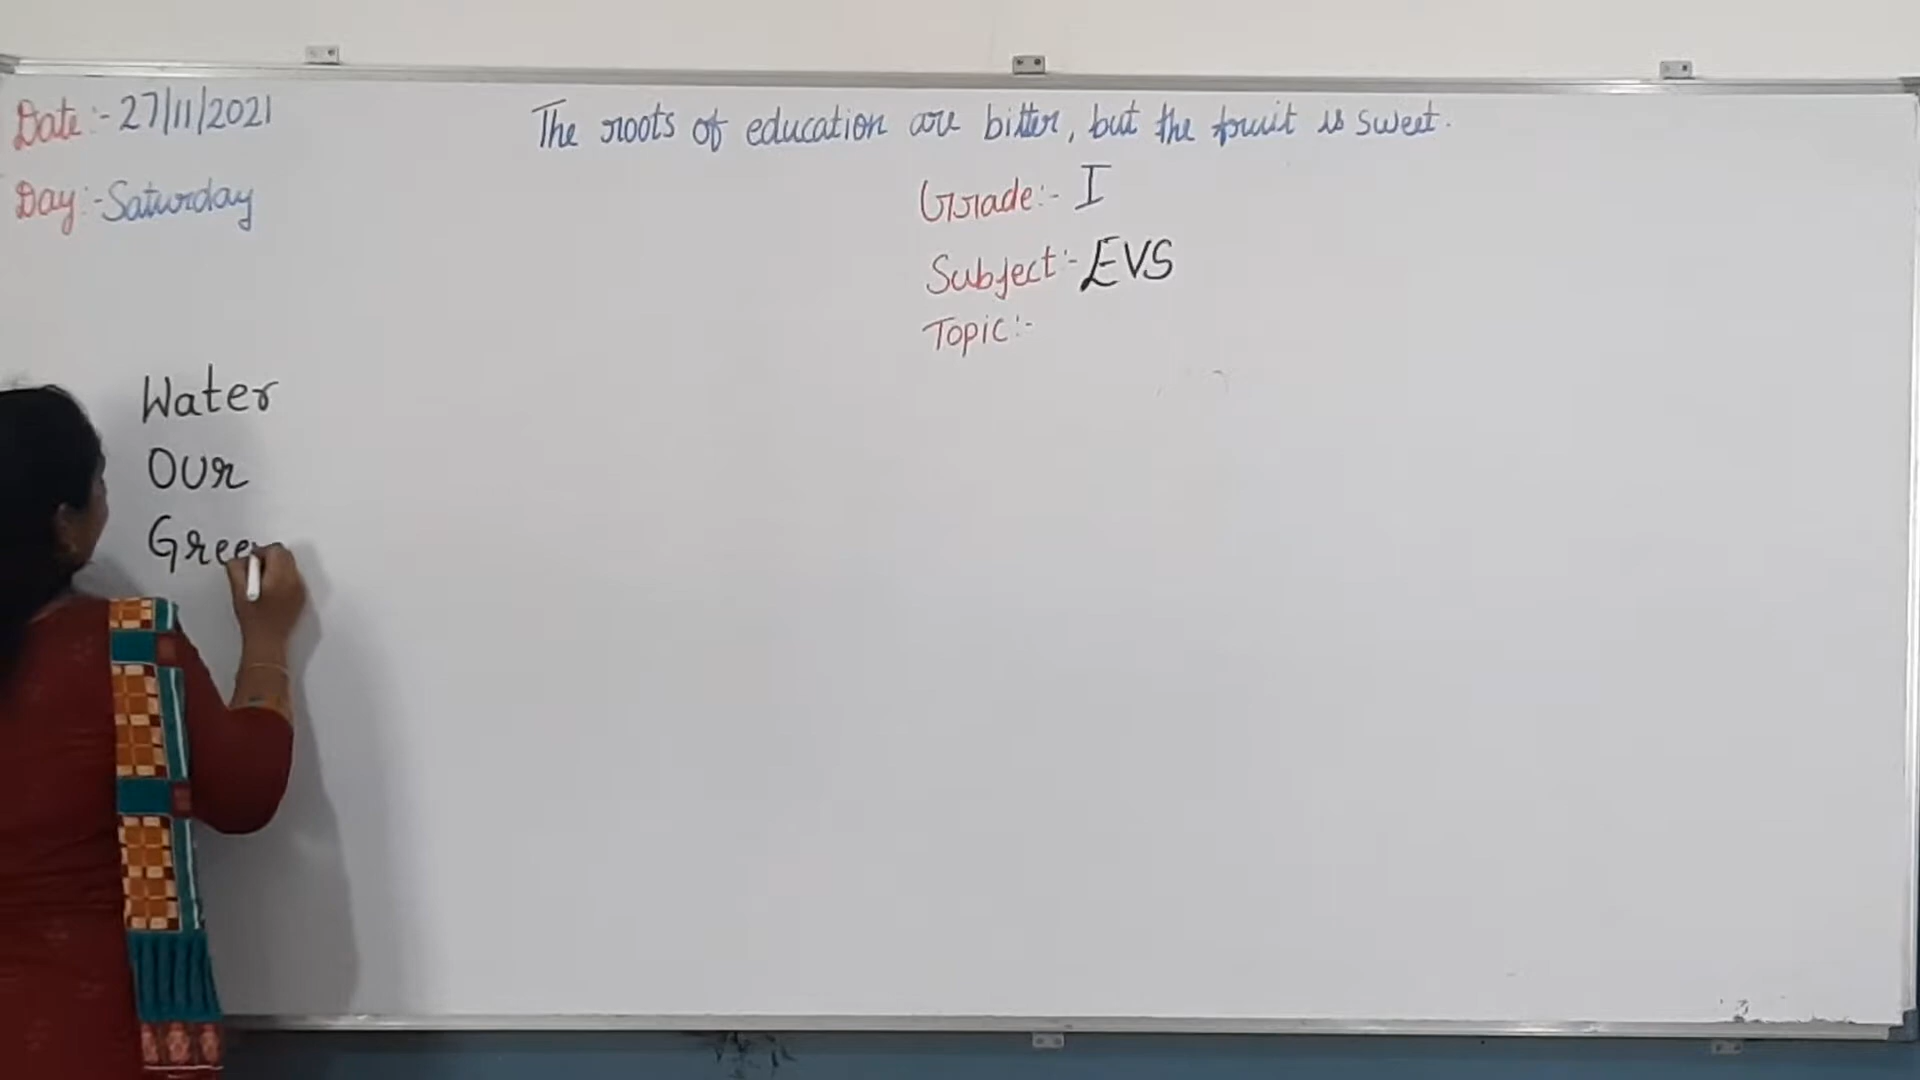 Date:- 27/11/2021
The roots of education are bitter, but the fruit is sweet.
Day:- Saturday
Grade:- I
Subject:- EVS
Topic:-
Water
Our
Gree